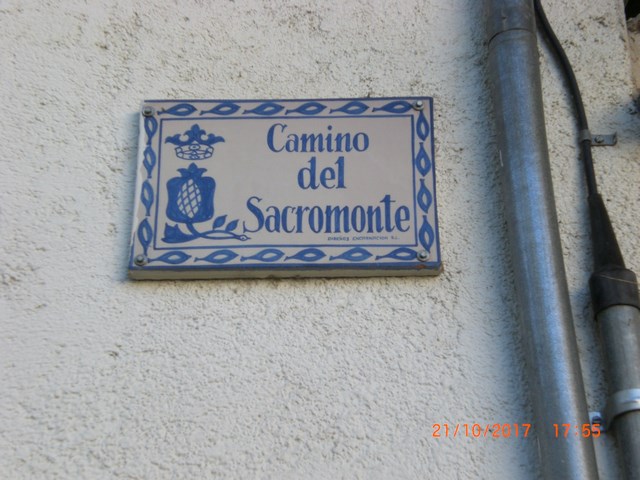 Camino
del
Sacromonte
21/10/2017 17:55